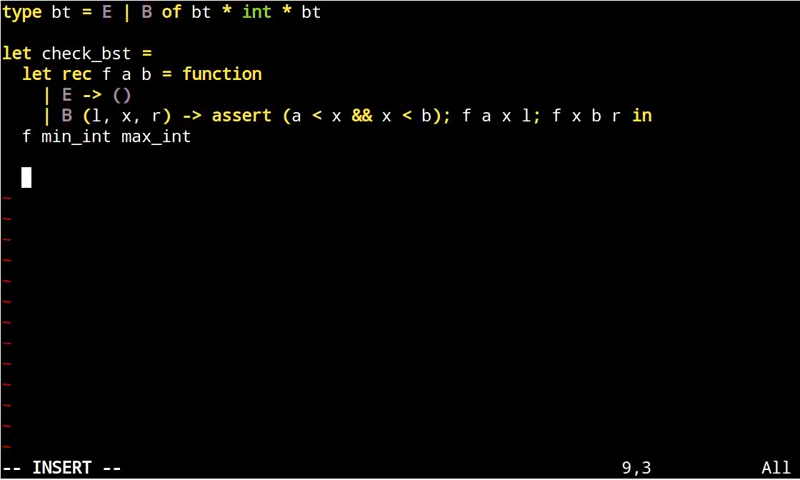 type bt = E | B of bt * int * bt
let check_bst =
let rec f a b = function
| E -> ()
| B (l, x, r) -> assert (a < x && x < b); f a x l; f x b r in
f min_int max_int
~
~
~
~
~
~
~
~
~
~
~
~
~
-- INSERT -- 9,3 All